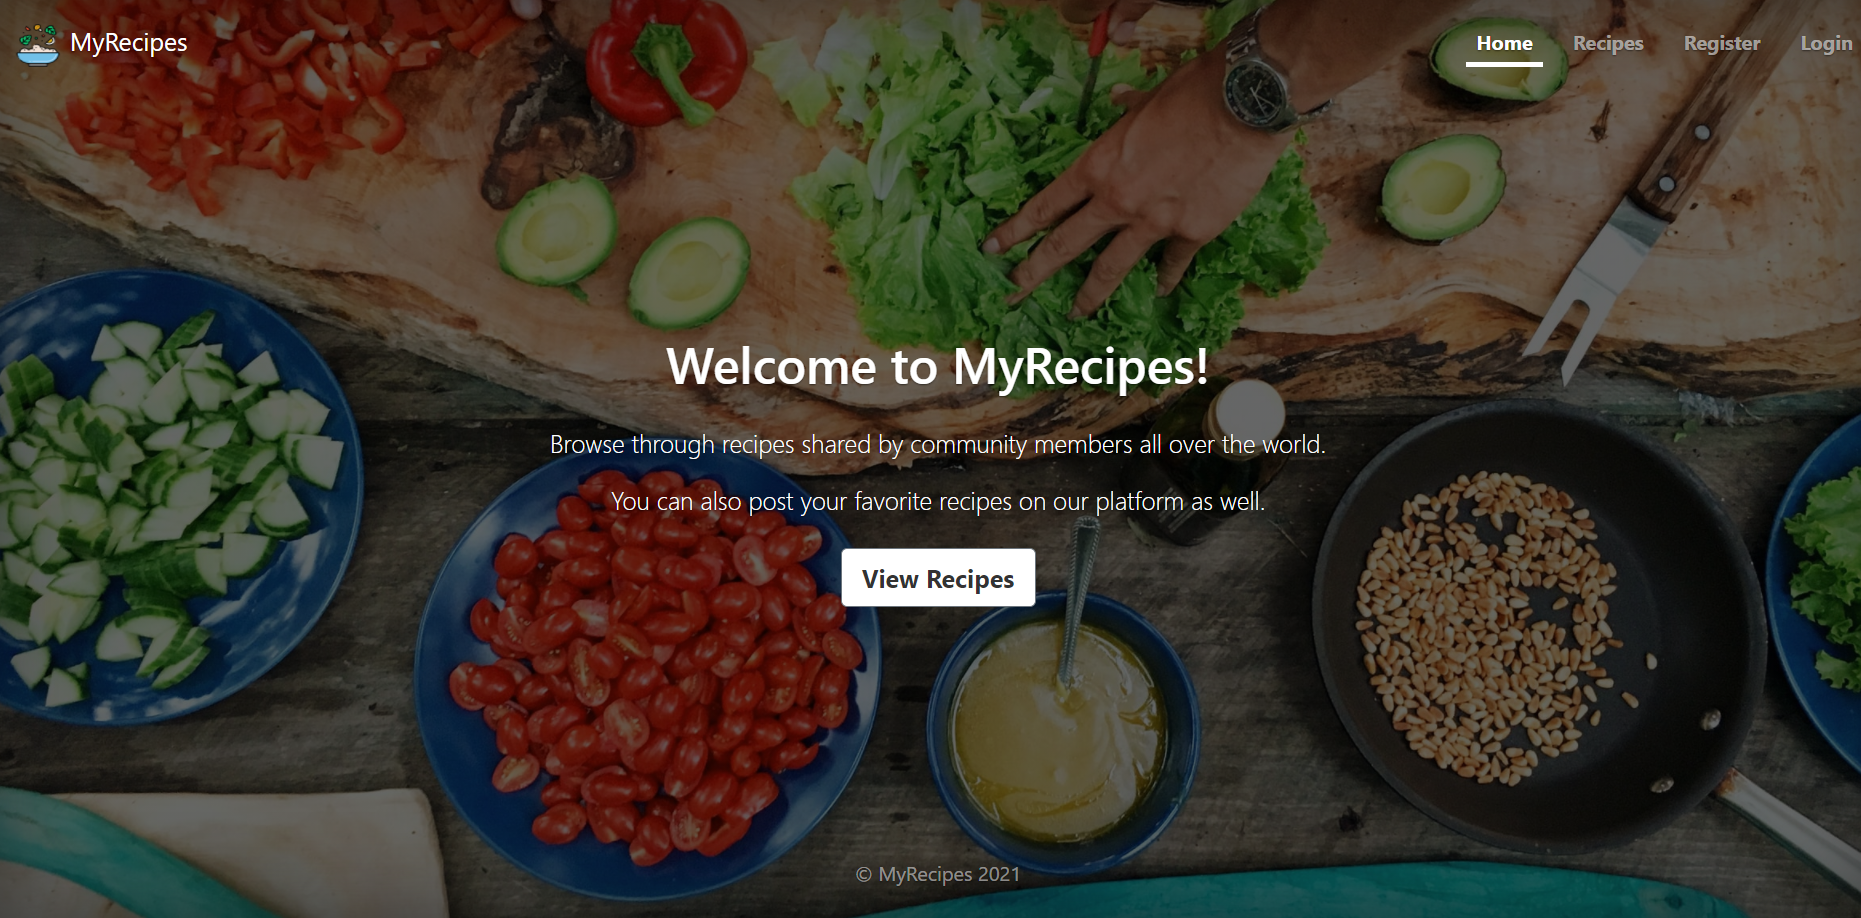 MyRecipes
Home Recipes Register Login
Welcome to MyRecipes!
Browse through recipes shared by community members all over the world.
You can also post your favorite recipes on our platform as well.
View Recipes
© MyRecipes 2021